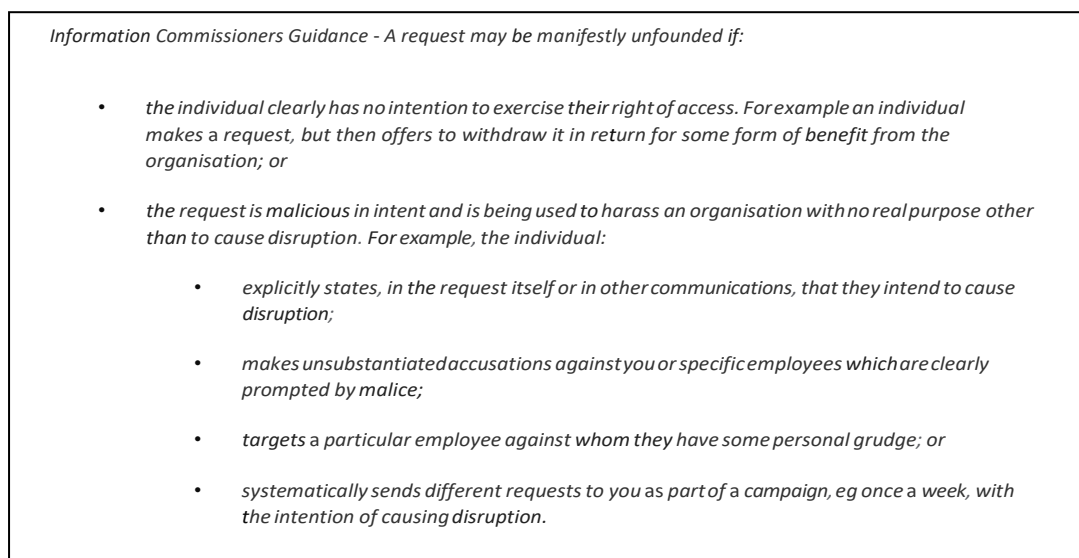 Information Commissioners Guidance - A request may be manifestly unfounded if:
• the individual clearly has no intention to exercise their right of access. For example an individual
makes a request, but then offers to withdraw it in return for some form of benefit from the
organisation; or
• the request is malicious in intent and is being used to harass an organisation with no real purpose other
than to cause disruption. For example, the individual:
• explicitly states, in the request itself or in other communications, that they intend to cause
disruption;
• makes unsubstantiated accusations against you or specific employees which are clearly
prompted by malice;
• targets a particular employee against whom they have some personal grudge; or
• systematically sends different requests to you as part of a campaign, eg once a week, with
the intention of causing disruption.